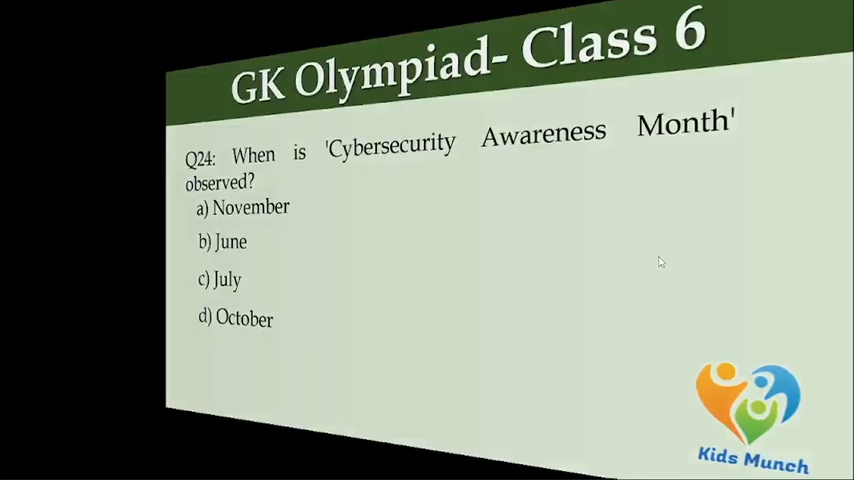 GK Olympiad- Class 6
Q24: When is 'Cybersecurity Awareness Month'
observed?
a) November
b) June
c) July
d) October
Kids Munch